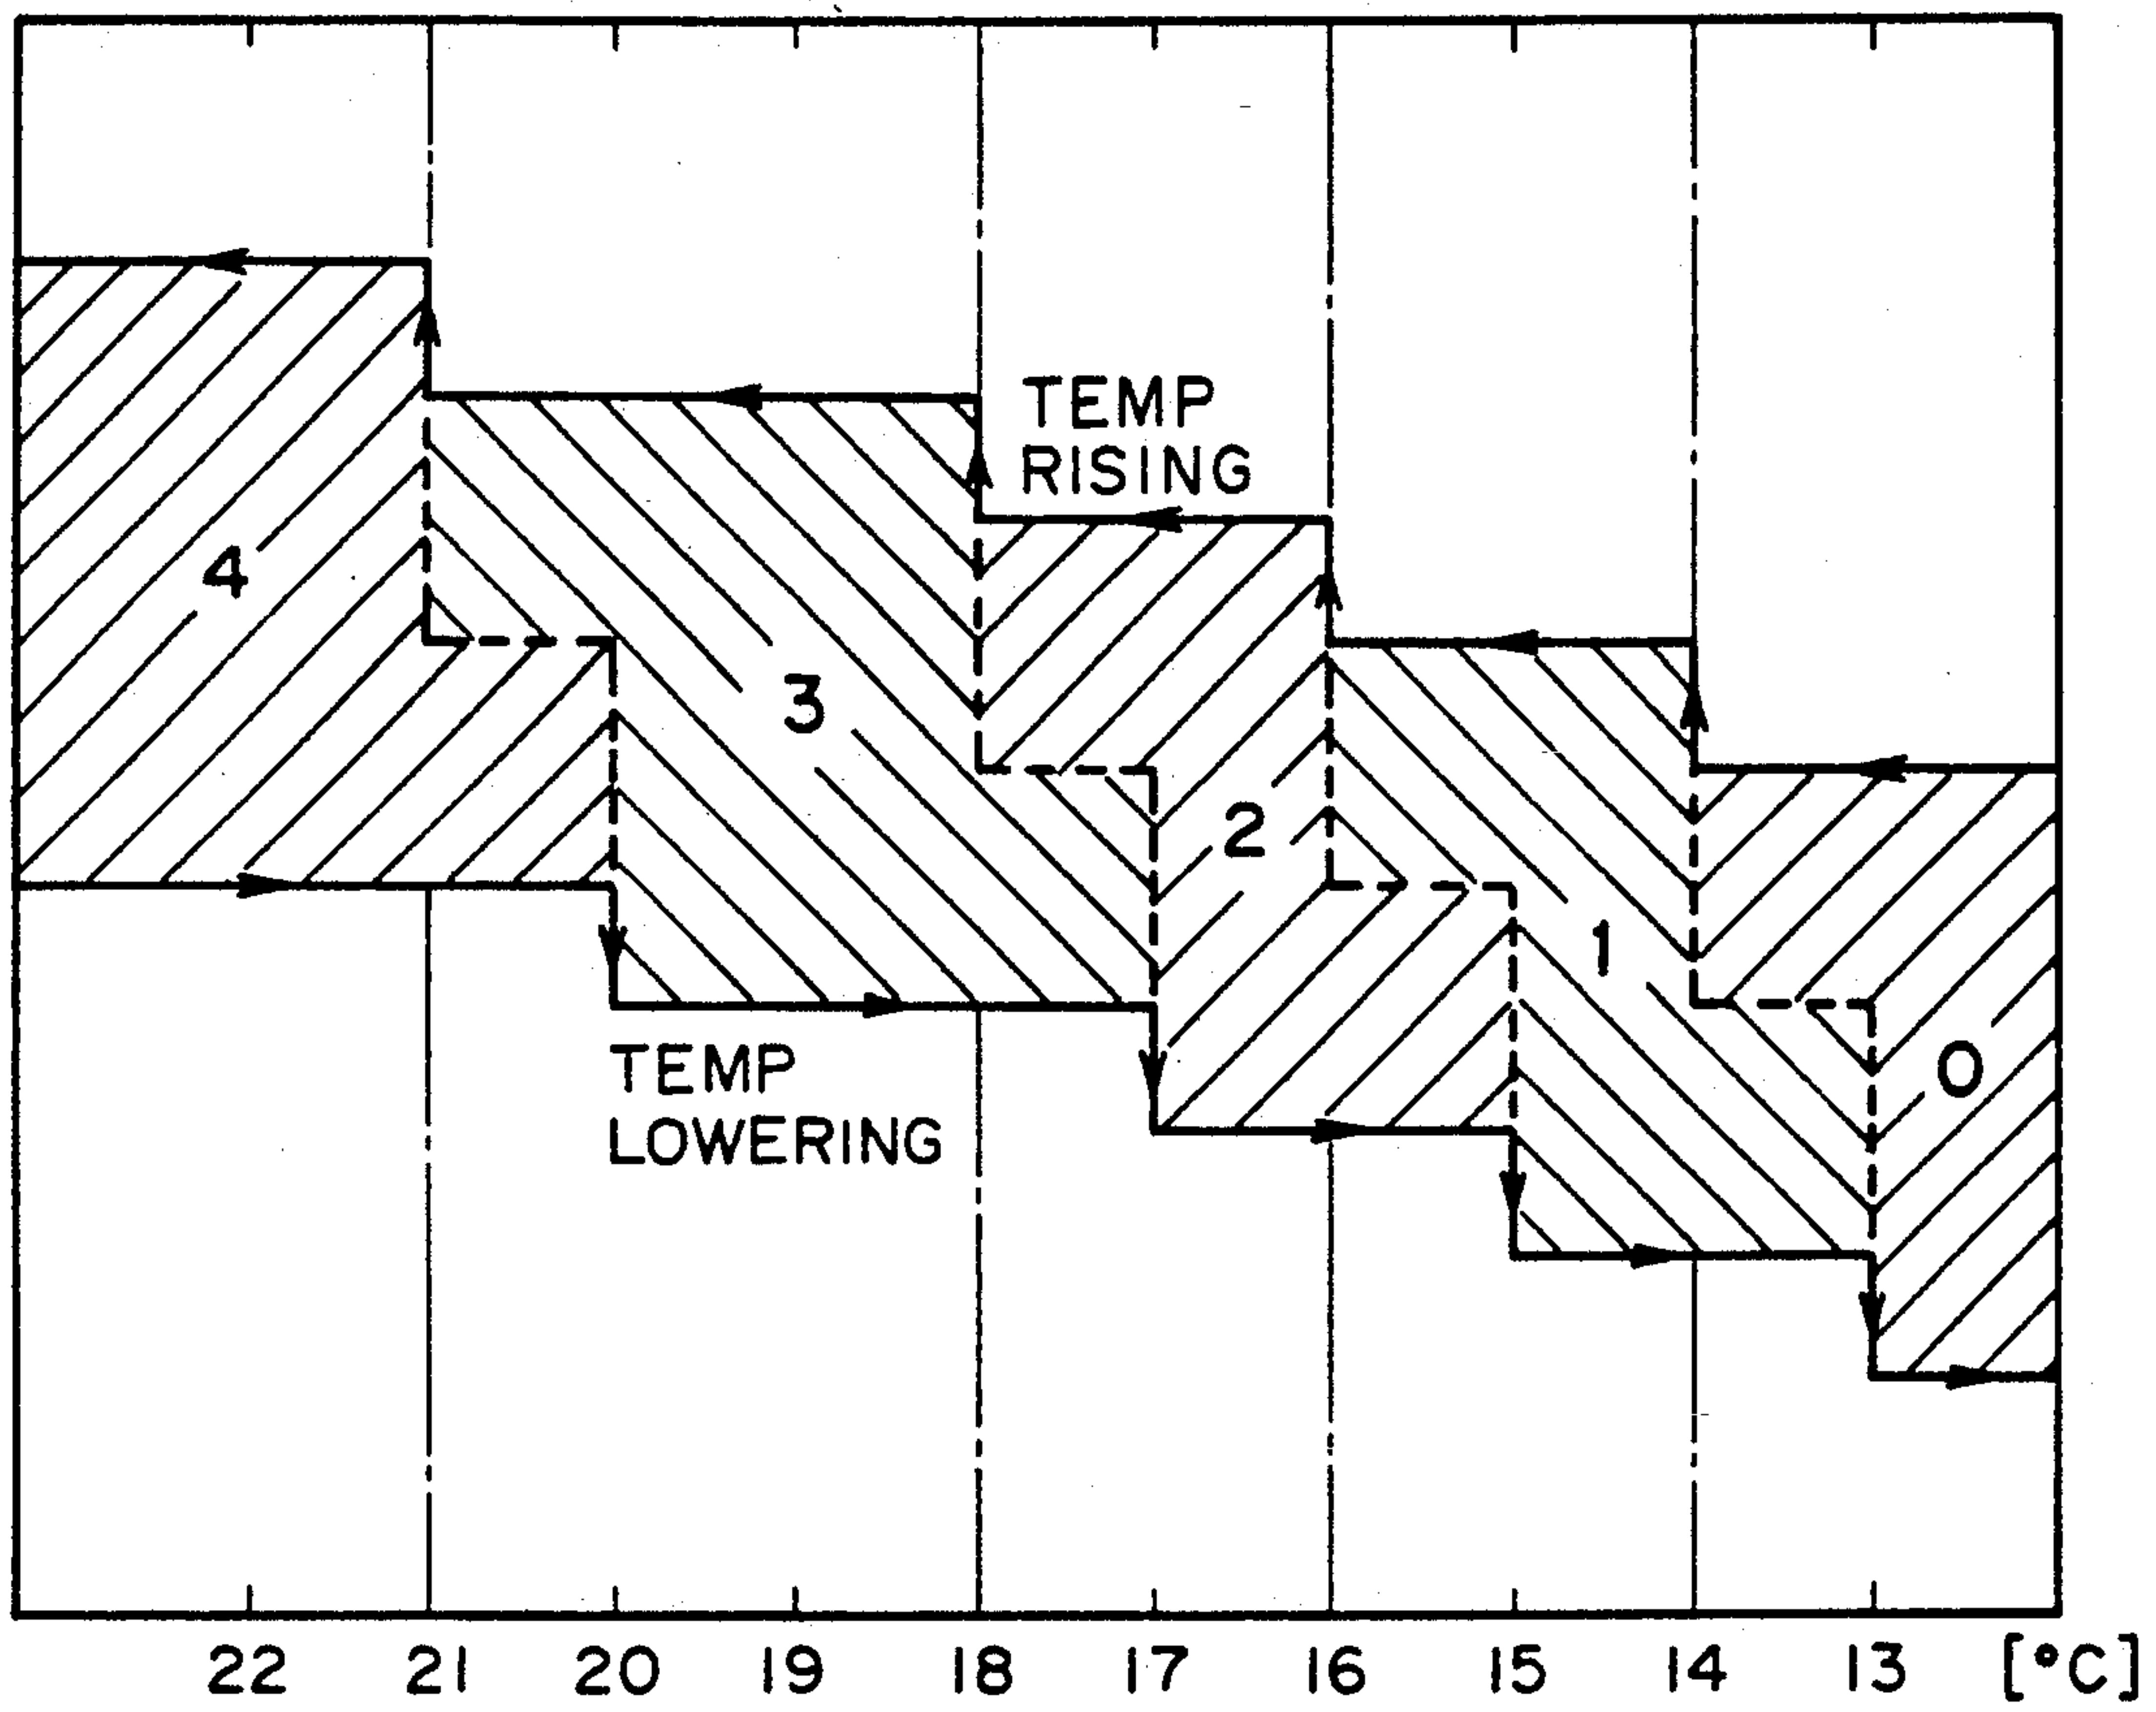 TEMP
RISING
4
3
2
1
0
TEMP
LOWERING
22 21 20 19 18 17 16 15 14 13 [°C]